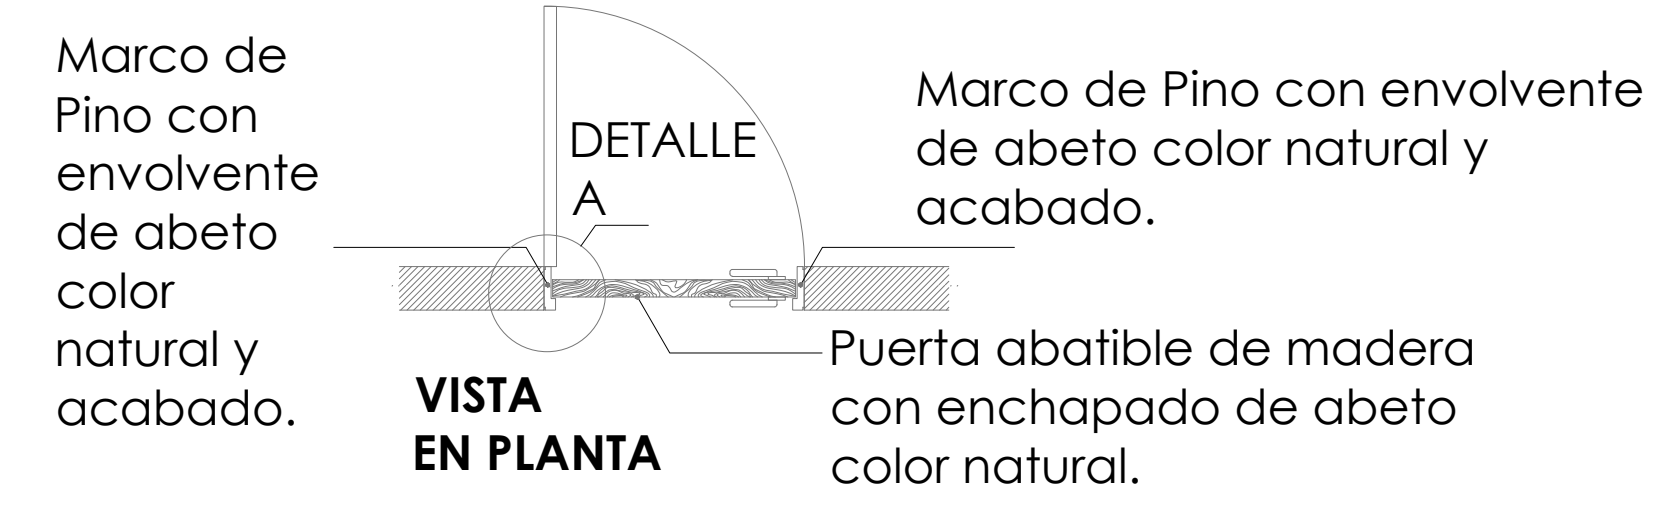 Marco de
Pino con
envolvente
de abeto
color
natural y
acabado.
DETALLE
A
Marco de Pino con envolvente
de abeto color natural y
acabado.
Puerta abatible de madera
con enchapado de abeto
color natural.
VISTA
EN PLANTA